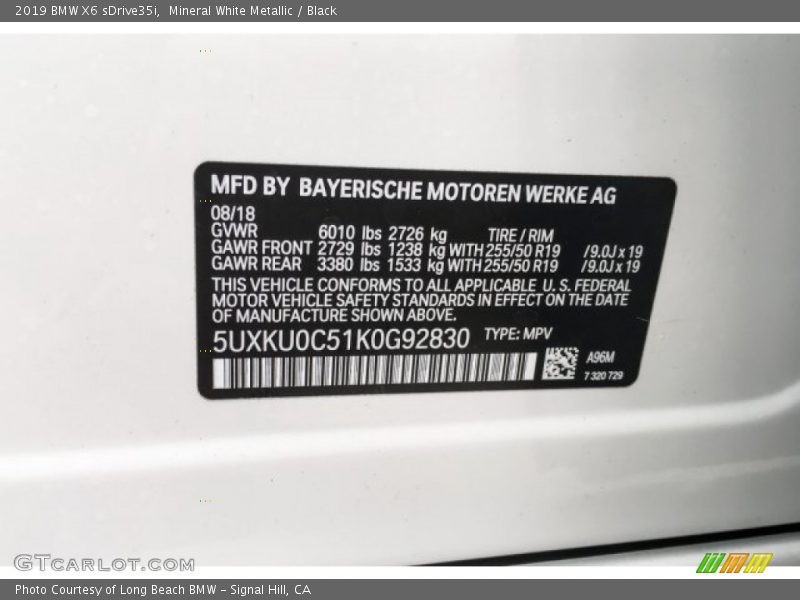 2019 BMW X6 sDrive35i,  Mineral White Metallic / Black
MFD BY BAYERISCHE MOTOREN WERKE AG
08/18
GVWR 6010 lbs 2726 kg TIRE / RIM
GAWR FRONT 2729 lbs 1238 kg WITH 255/50 R19 /9.0J x 19
GAWR REAR 3380 lbs 1533 kg WITH 255/50 R19 /9.0J x 19
THIS VEHICLE CONFORMS TO ALL APPLICABLE U. S. FEDERAL
MOTOR VEHICLE SAFETY STANDARDS IN EFFECT ON THE DATE
OF MANUFACTURE SHOWN ABOVE.
5UXKU0C51K0G92830 TYPE: MPV
A96M
7 320 729
GTCARLOT.COM
Photo Courtesy of Long Beach BMW - Signal Hill, CA